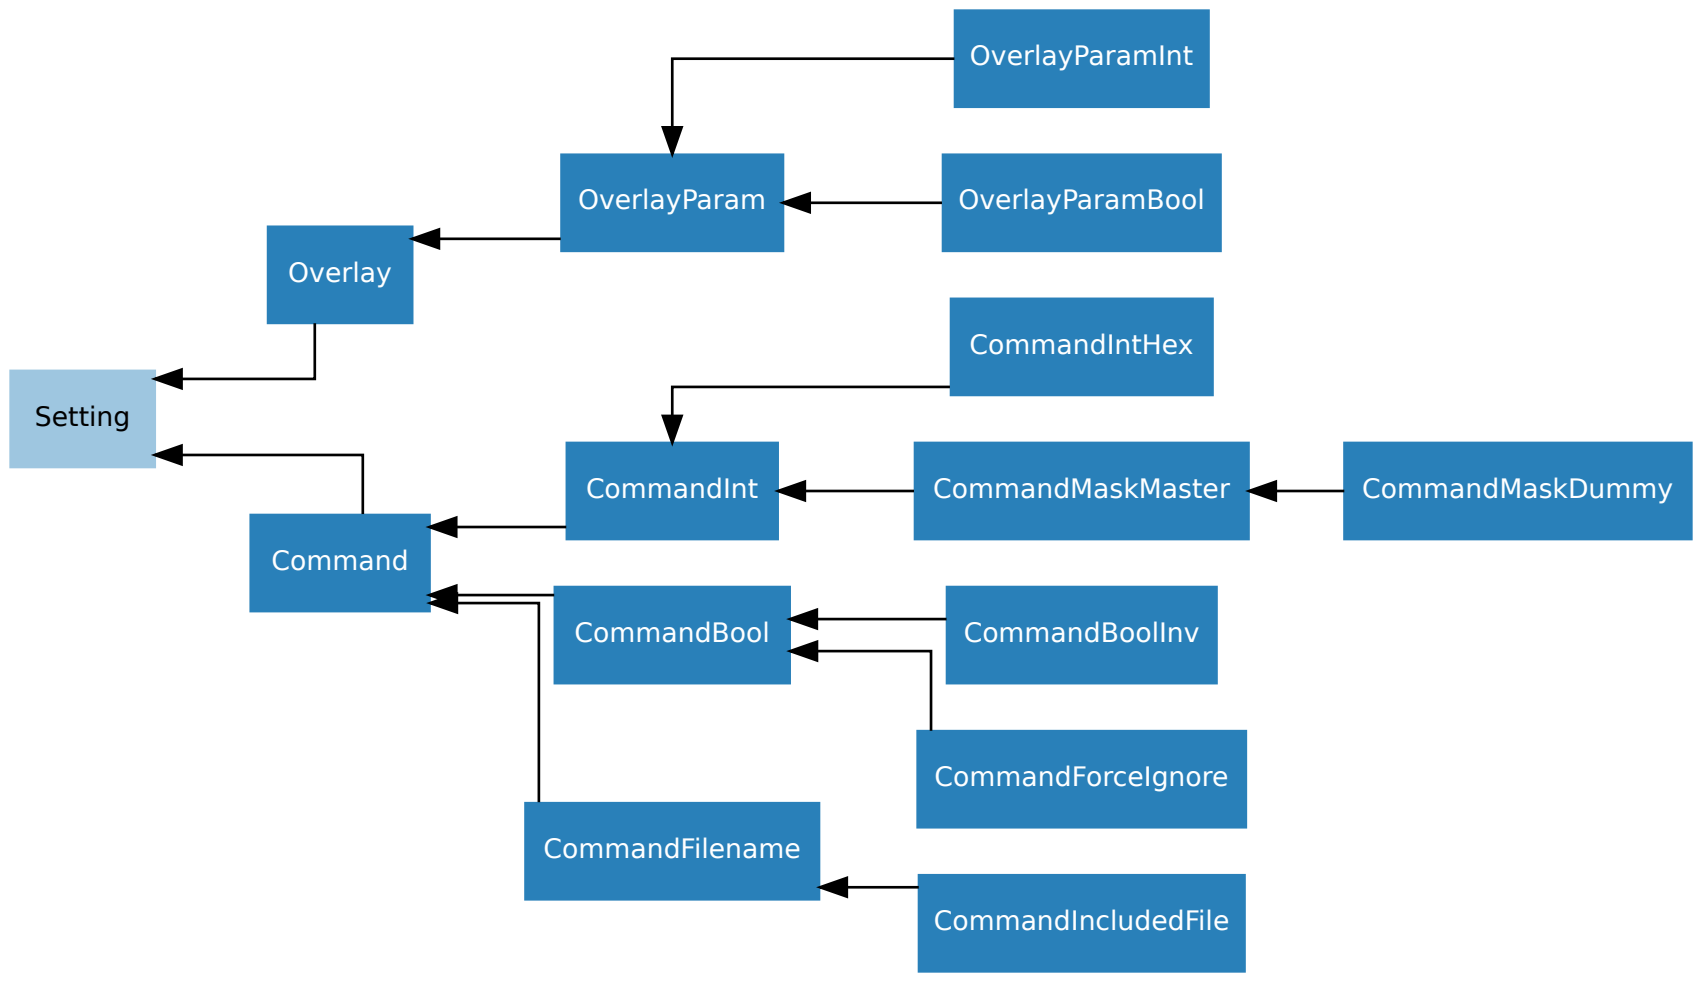 OverlayParamInt
OverlayParam
OverlayParamBool
Overlay
CommandIntHex
Setting
CommandInt
CommandMaskMaster
CommandMaskDummy
Command
CommandBool
CommandBoolInv
CommandForceIgnore
CommandFilename
CommandIncludedFile